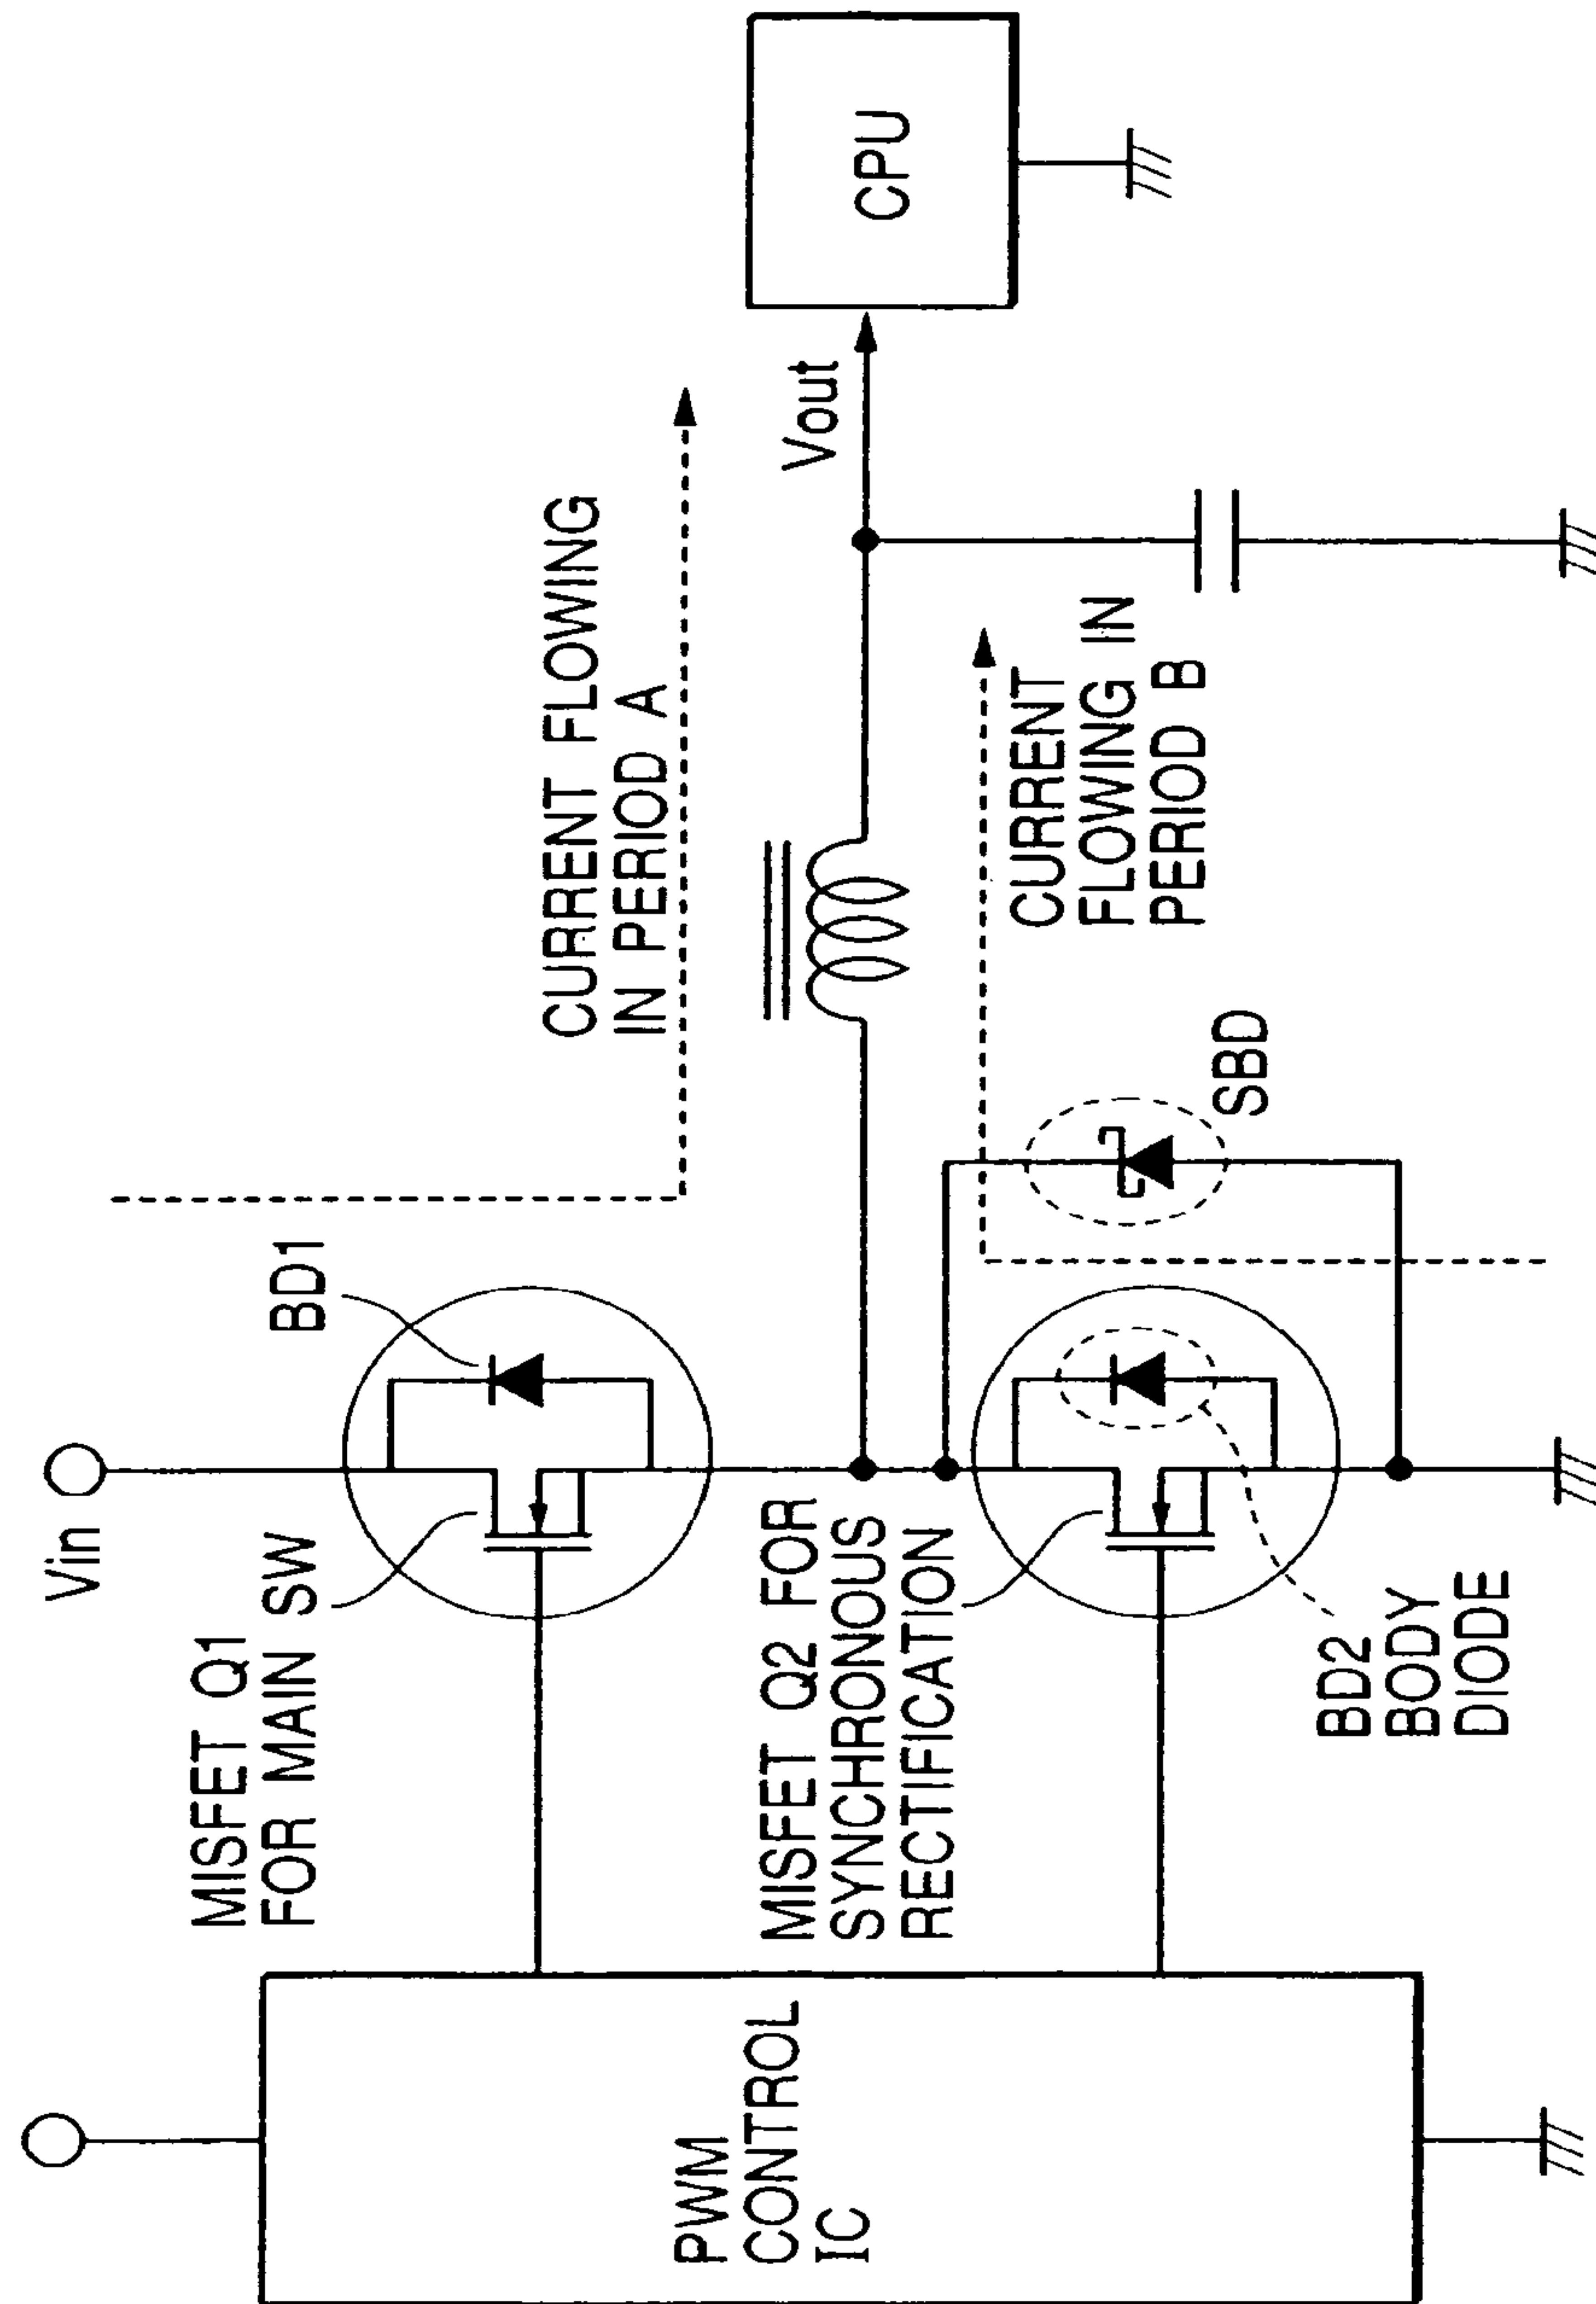 Vin
MISFET Q1
FOR MAIN SW
BD1
CURRENT FLOWING
IN PERIOD A
PWM
CONTROL
IC
MISFET Q2 FOR
SYNCHRONOUS
RECTIFICATION
Vout
CPU
SBD
CURRENT
FLOWING IN
PERIOD B
BD2
BODY
DIODE